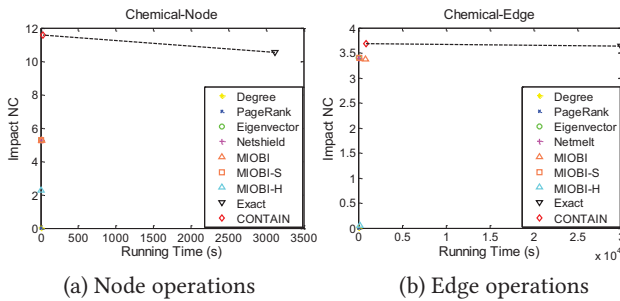 Chemical-Node
Impact NC
12
10
8
6
4
2
0
0 500 1000 1500 2000 2500 3000 3500
Running Time (s)
Degree
PageRank
Eigenvector
Netshield
MIOBI
MIOBI-S
MIOBI-H
Exact
CONTAIN
(a) Node operations
Chemical-Edge
Impact NC
4
3.5
3
2.5
2
1.5
1
0.5
0
0 0.5 1 1.5 2 2.5 3
Running Time (s)
x 10^4
Degree
PageRank
Eigenvector
Netmelt
MIOBI
MIOBI-S
MIOBI-H
Exact
CONTAIN
(b) Edge operations